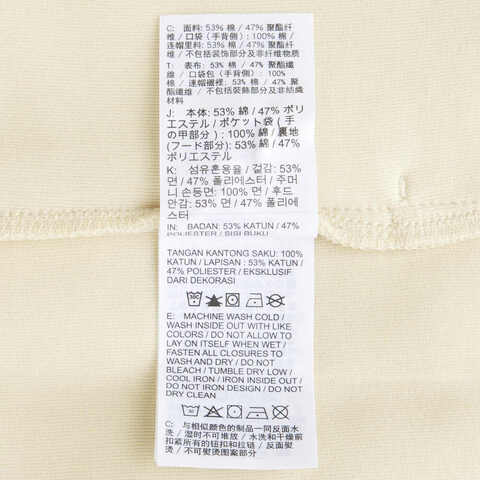 C: 面料: 53% 棉 / 47% 聚酯纤
维 / 口袋 (手背侧) : 100% 棉 /
连帽里料: 53% 棉 / 47% 聚酯纤
维 / 不包括装饰部分及非纤维物质
T: 表布: 53% 棉 / 47% 聚酯纖
維 / 口袋包 (手背側) : 100%
棉 / 連帽襯裡: 53% 棉 / 47% 聚
酯纖維 / 不包括裝飾部分及非紡織
材料
J: 本体: 53% 綿 / 47% ポリ
エステル / ポケット袋 ( 手
の甲部分 ) : 100% 綿 / 裏地
(フード部分): 53% 綿 / 47%
ポリエステル
K: 섬유혼용율 / 겉감: 53%
면 / 47% 폴리에스터 / 주머
니 손등면: 100% 면 / 후드
안감: 53% 면 / 47% 폴리에
스터
IN: BADAN: 53% KATUN / 47%
POLIESTER / SISI BUKU
TANGAN KANTONG SAKU: 100%
KATUN / LAPISAN : 53% KATUN /
47% POLIESTER / EKSKLUSIF
DARI DEKORASI
E: MACHINE WASH COLD /
WASH INSIDE OUT WITH LIKE
COLORS / DO NOT ALLOW TO
LAY ON ITSELF WHEN WET /
FASTEN ALL CLOSURES TO
WASH AND DRY / DO NOT
BLEACH / TUMBLE DRY LOW /
COOL IRON / IRON INSIDE OUT
/ DO NOT IRON DESIGN / DO NOT
DRY CLEAN
C: 与相似颜色的制品一同反面水
洗 / 湿时不可堆放 / 水洗和干燥前
扣紧所有的钮扣和拉链 / 反面熨
烫 / 不可熨烫图案部分